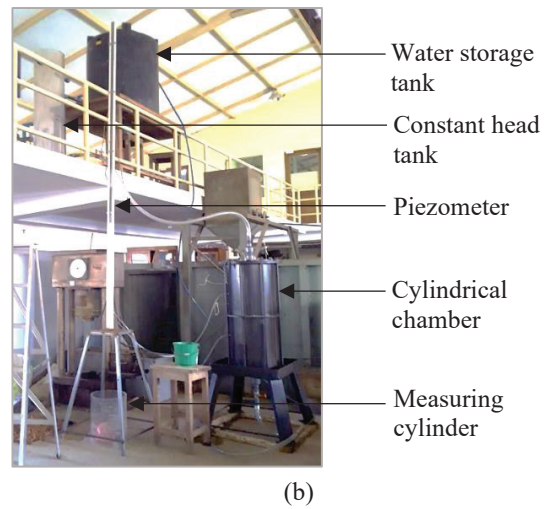 Water storage
tank
Constant head
tank
Piezometer
Cylindrical
chamber
Measuring
cylinder
(b)